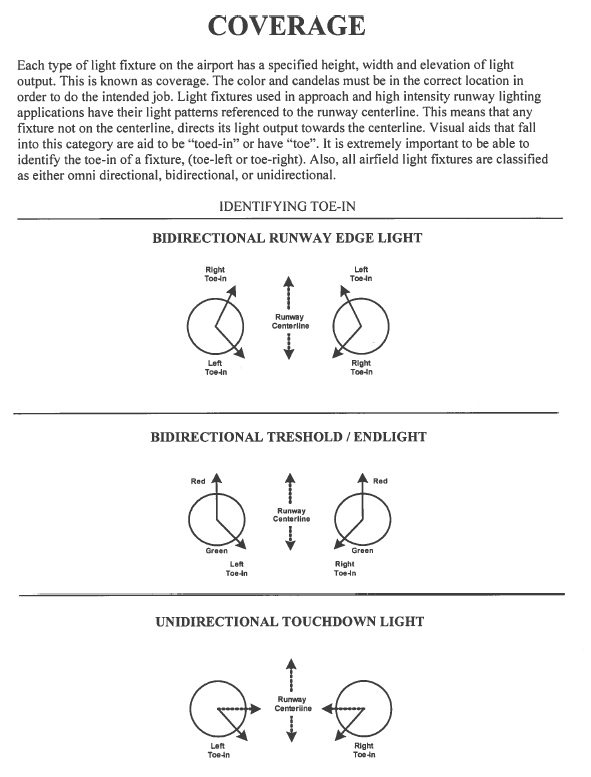 COVERAGE
Each type of light fixture on the airport has a specified height, width and elevation of light
output. This is known as coverage. The color and candelas must be in the correct location in
order to do the intended job. Light fixtures used in approach and high intensity runway lighting
applications have their light patterns referenced to the runway centerline. This means that any
fixture not on the centerline, directs its light output towards the centerline. Visual aids that fall
into this category are aid to be “toed-in” or have “toe”. It is extremely important to be able to
identify the toe-in of a fixture, (toe-left or toe-right). Also, all airfield light fixtures are classified
as either omni directional, bidirectional, or unidirectional.
IDENTIFYING TOE-IN
BIDIRECTIONAL RUNWAY EDGE LIGHT
Right
Toe-In
Left
Toe-In
Runway
Centerline
Left
Toe-In
Right
Toe-In
BIDIRECTIONAL TRESHOLD / ENDLIGHT
Red
Red
Runway
Centerline
Green
Green
Left
Toe-In
Right
Toe-In
UNIDIRECTIONAL TOUCHDOWN LIGHT
Runway
Centerline
Left
Toe-In
Right
Toe-In